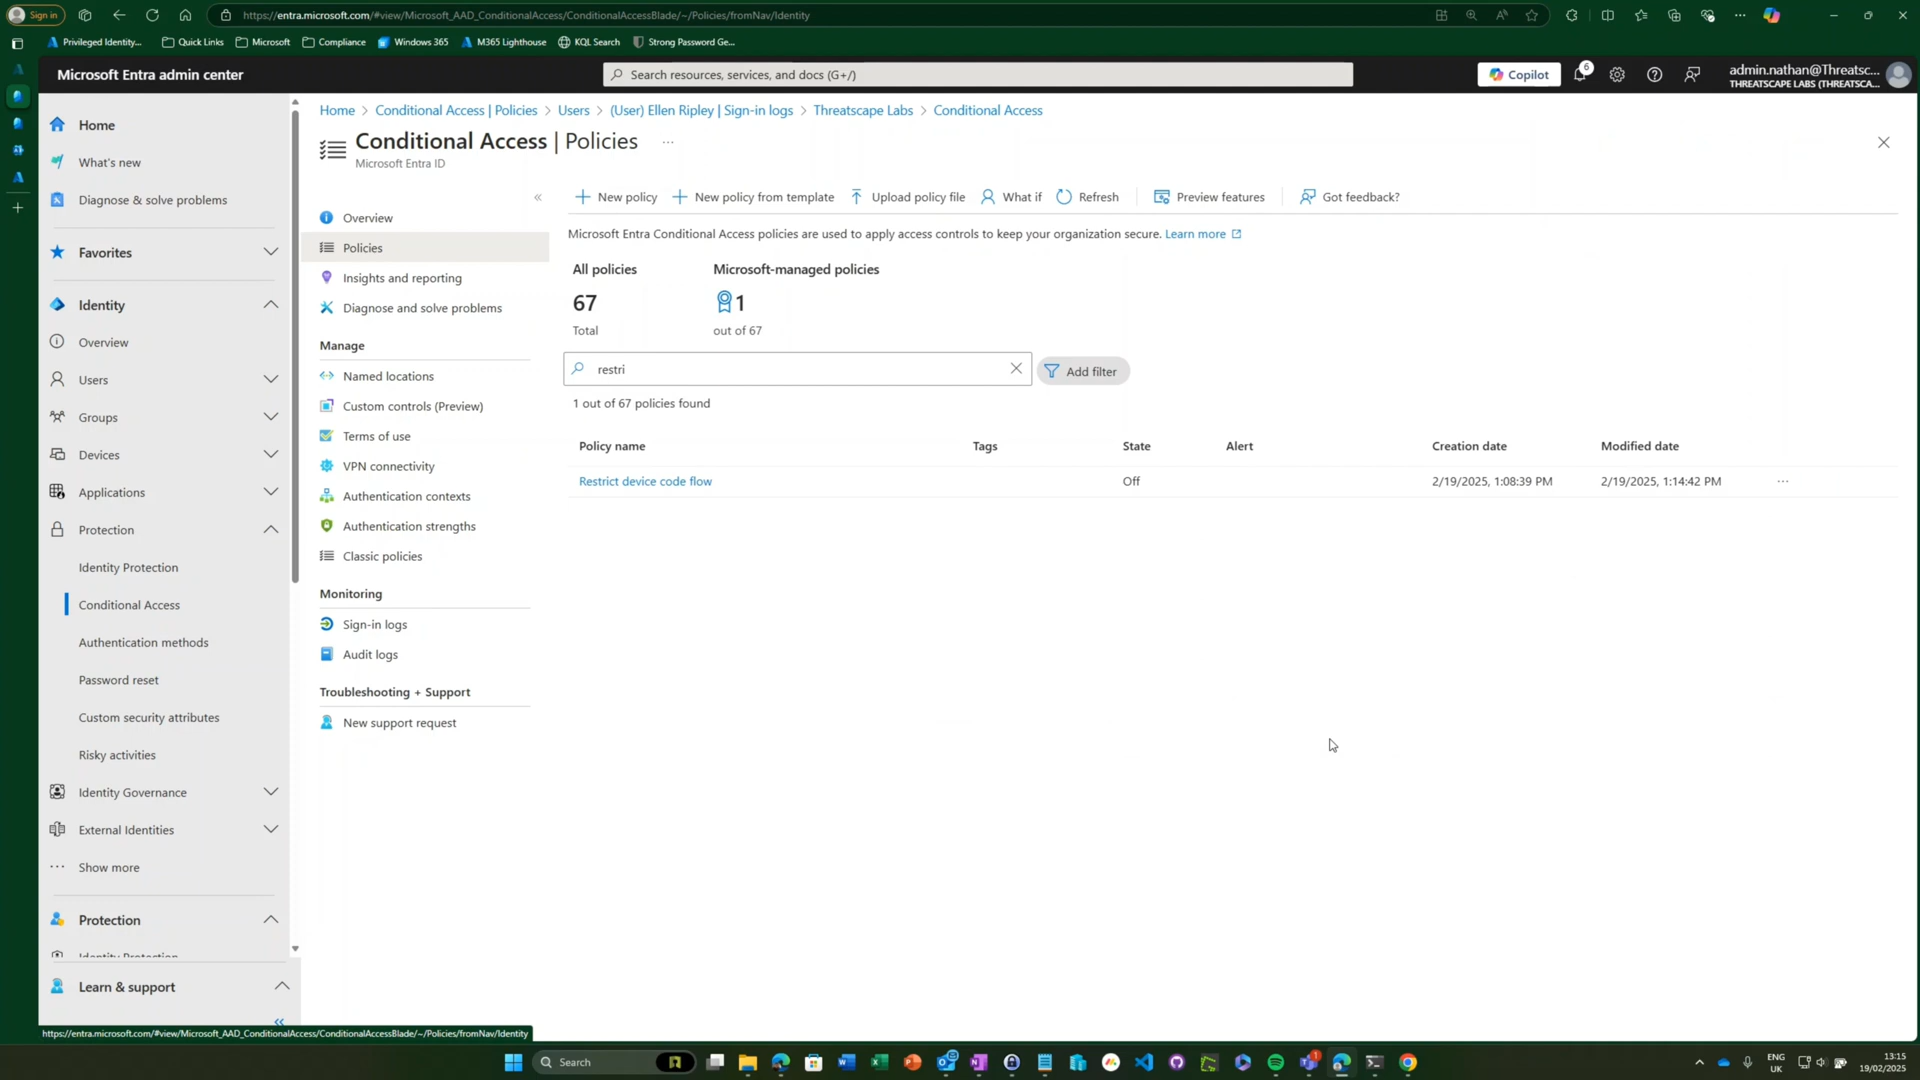 Sign in
https://entra.microsoft.com/#view/Microsoft_AAD_ConditionalAccess/ConditionalAccessBlade/~/Policies/fromNav/Identity
Privileged Identity...
Quick Links
Microsoft
Compliance
Windows 365
M365 Lighthouse
KQL Search
Strong Password Ge...
Microsoft Entra admin center
Search resources, services, and docs (G+/)
Copilot
6
admin.nathan@Threatsc...
THREATSCAPE LABS (THREATSCA...
Home
What's new
Diagnose & solve problems
Favorites
Identity
Overview
Users
Groups
Devices
Applications
Protection
Identity Protection
Conditional Access
Authentication methods
Password reset
Custom security attributes
Risky activities
Identity Governance
External Identities
Show more
Protection
Identity Protection
Learn & support
https://entra.microsoft.com/#view/Microsoft_AAD_ConditionalAccess/ConditionalAccessBlade/~/Policies/fromNav/Identity
Home > Conditional Access | Policies > Users > (User) Ellen Ripley | Sign-in logs > Threatscape Labs > Conditional Access
Conditional Access | Policies ...
Microsoft Entra ID
Overview
Policies
Insights and reporting
Diagnose and solve problems
Manage
Named locations
Custom controls (Preview)
Terms of use
VPN connectivity
Authentication contexts
Authentication strengths
Classic policies
Monitoring
Sign-in logs
Audit logs
Troubleshooting + Support
New support request
New policy
New policy from template
Upload policy file
What if
Refresh
Preview features
Got feedback?
Microsoft Entra Conditional Access policies are used to apply access controls to keep your organization secure. Learn more
All policies
67
Total
Microsoft-managed policies
1
out of 67
restri
Add filter
1 out of 67 policies found
Policy name Tags State Alert Creation date Modified date
Restrict device code flow Off 2/19/2025, 1:08:39 PM 2/19/2025, 1:14:42 PM ...
Search
ENG
UK
13:15
19/02/2025